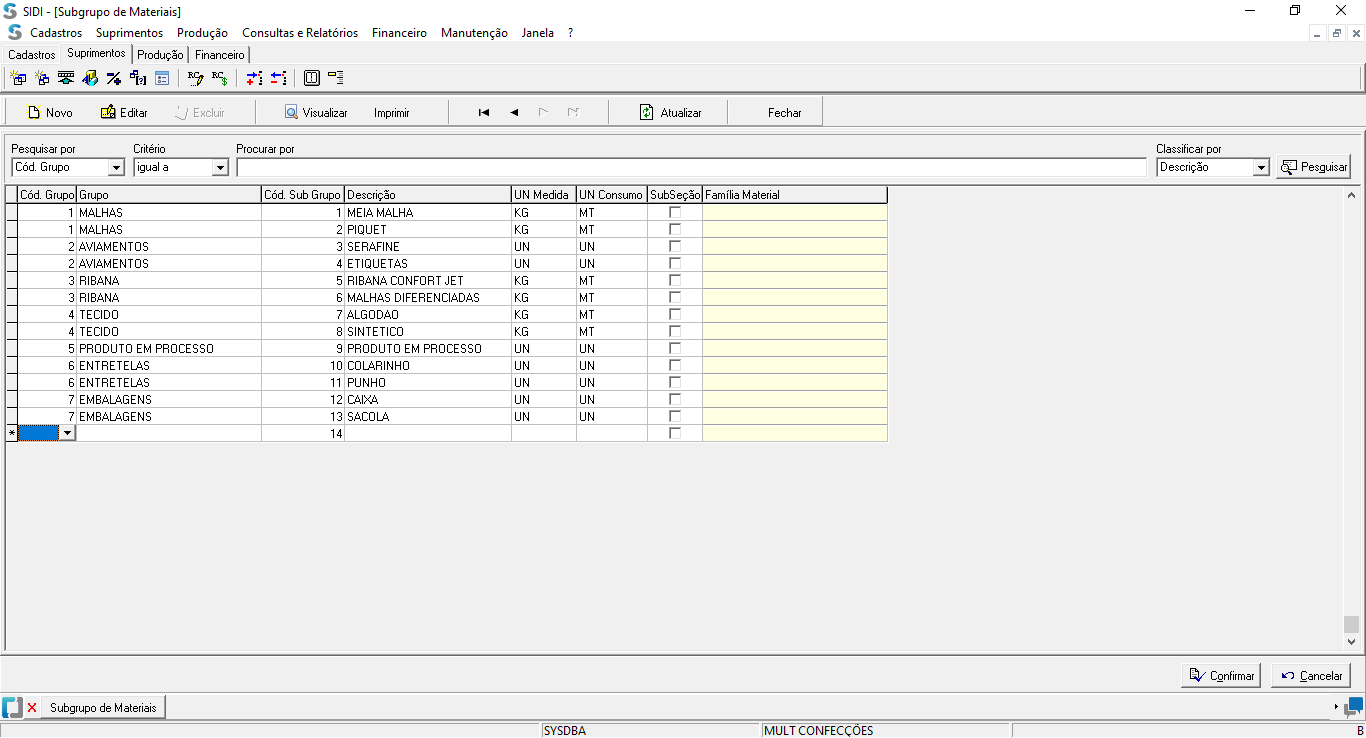 SIDI - [Subgrupo de Materiais]
Cadastros Suprimentos Produção Consultas e Relatórios Financeiro Manutenção Janela ?
Cadastros Suprimentos Produção Financeiro
Novo Editar Excluir Visualizar Imprimir Atualizar Fechar
Pesquisar por Critério Procurar por Classificar por
Cód. Grupo igual a Descrição Pesquisar
Cód. Grupo Grupo Cód. Sub Grupo Descrição UN Medida UN Consumo SubSeção Família Material
1 MALHAS 1 MEIA MALHA KG MT
1 MALHAS 2 PIQUET KG MT
2 AVIAMENTOS 3 SERAFINE UN UN
2 AVIAMENTOS 4 ETIQUETAS UN UN
3 RIBANA 5 RIBANA CONFORT JET KG MT
3 RIBANA 6 MALHAS DIFERENCIADAS KG MT
4 TECIDO 7 ALGODAO KG MT
4 TECIDO 8 SINTETICO KG MT
5 PRODUTO EM PROCESSO 9 PRODUTO EM PROCESSO UN UN
6 ENTRETELAS 10 COLARINHO UN UN
6 ENTRETELAS 11 PUNHO UN UN
7 EMBALAGENS 12 CAIXA UN UN
7 EMBALAGENS 13 SACOLA UN UN
* 14
Confirmar Cancelar
Subgrupo de Materiais
SYSDBA MULT CONFECÇÕES B